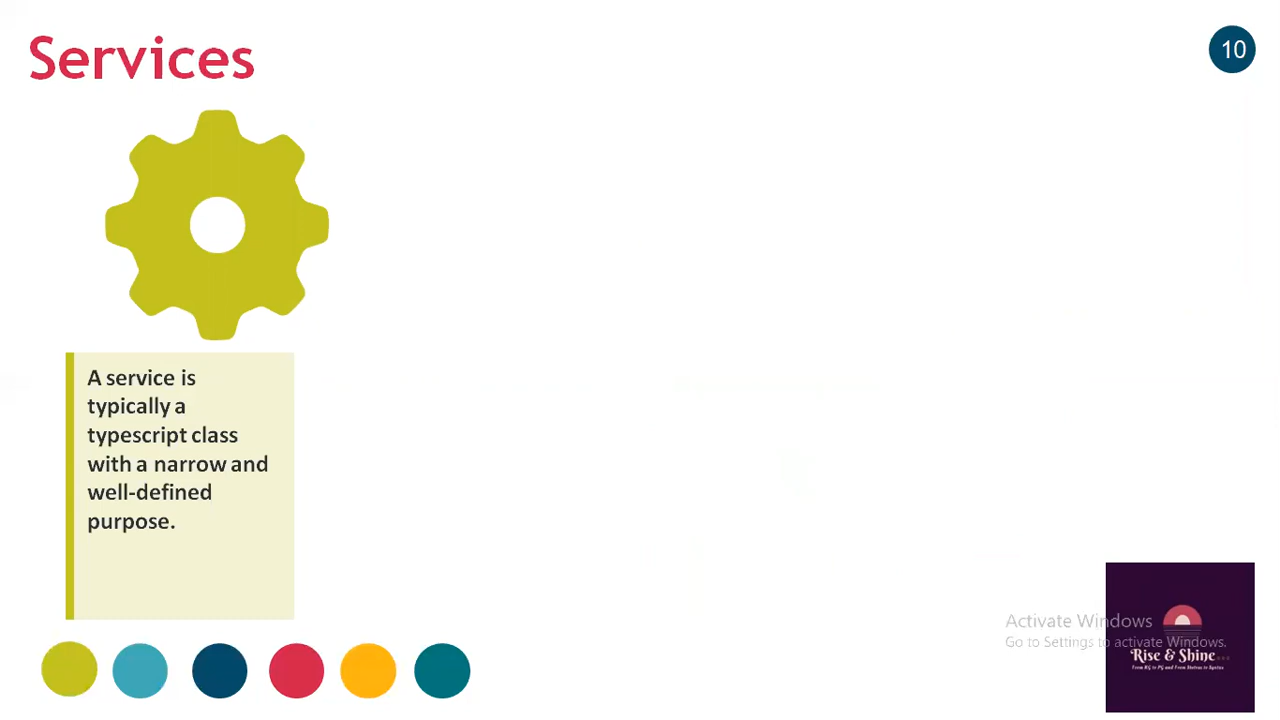 Services
10
A service is
typically a
typescript class
with a narrow and
well-defined
purpose.
Activate Windows
Go to Settings to activate Windows.
Rise & Shine...